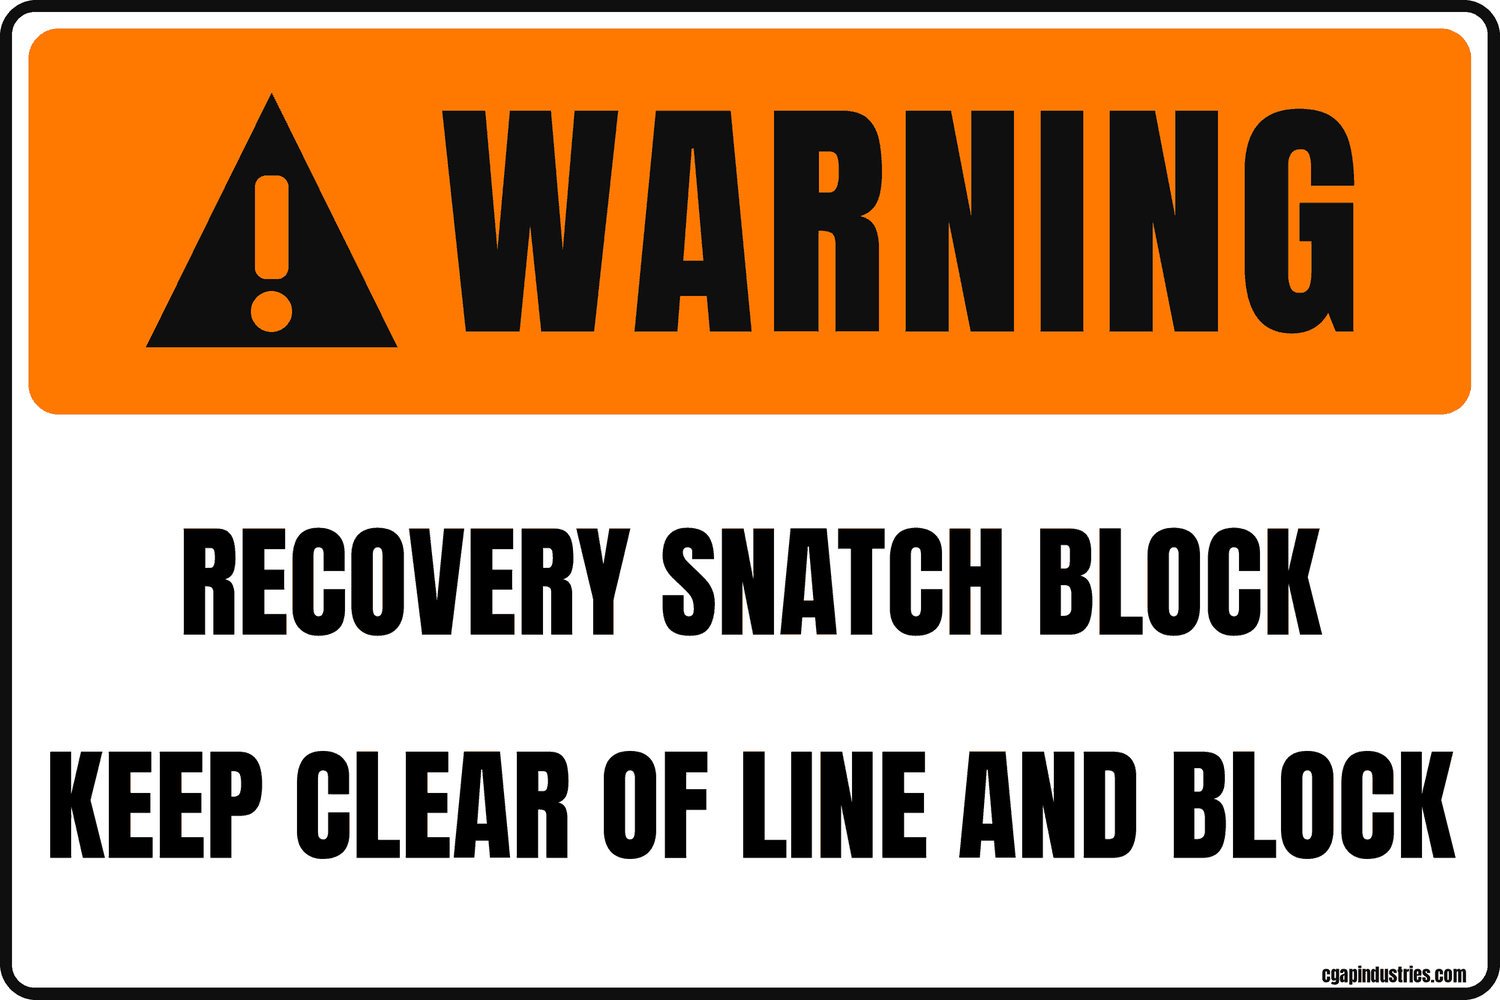 WARNING
RECOVERY SNATCH BLOCK
KEEP CLEAR OF LINE AND BLOCK
cgapindustries.com